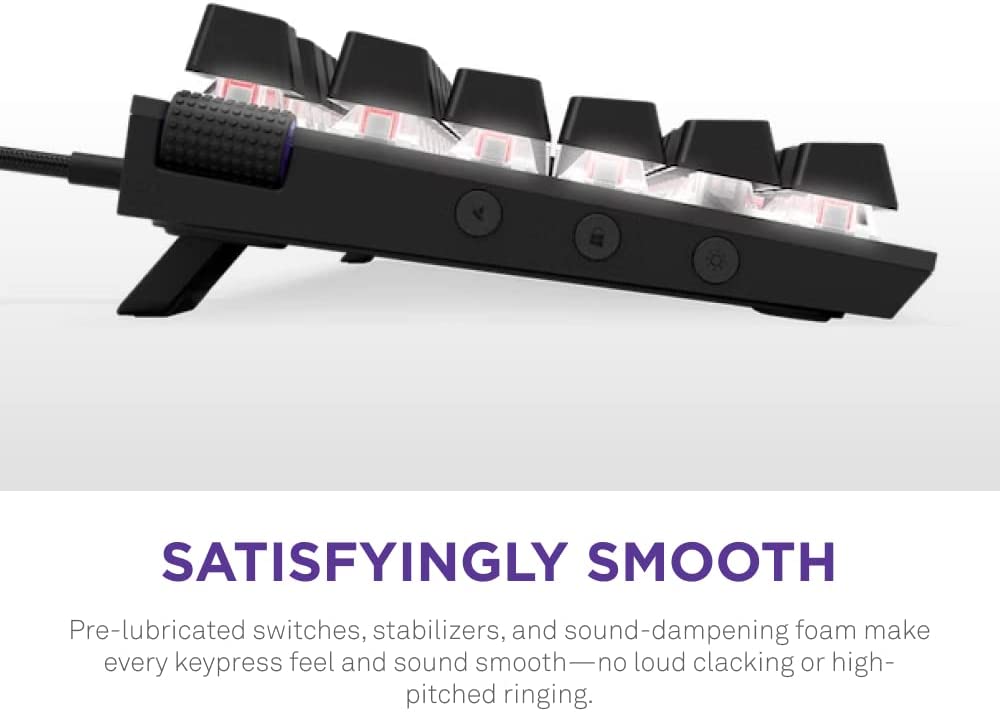 SATISFYINGLY SMOOTH
Pre-lubricated switches, stabilizers, and sound-dampening foam make
every keypress feel and sound smooth—no loud clacking or high-
pitched ringing.